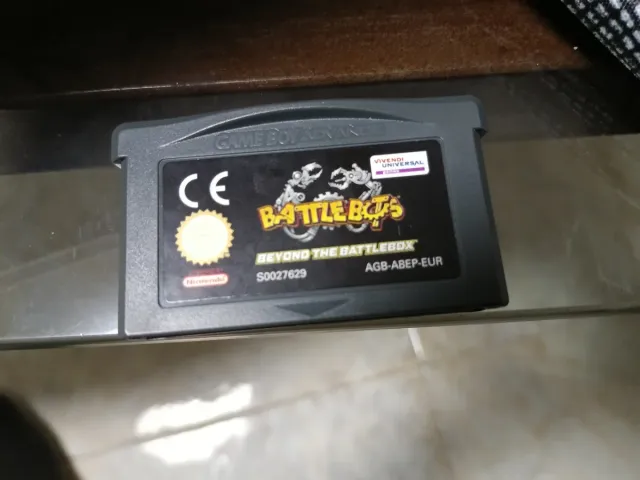 GAME BOY ADVANCE
CE
VIVENDI
UNIVERSAL
BATTLEBOTS
BEYOND THE BATTLEBOX
Nintendo
S0027629
AGB-ABEP-EUR